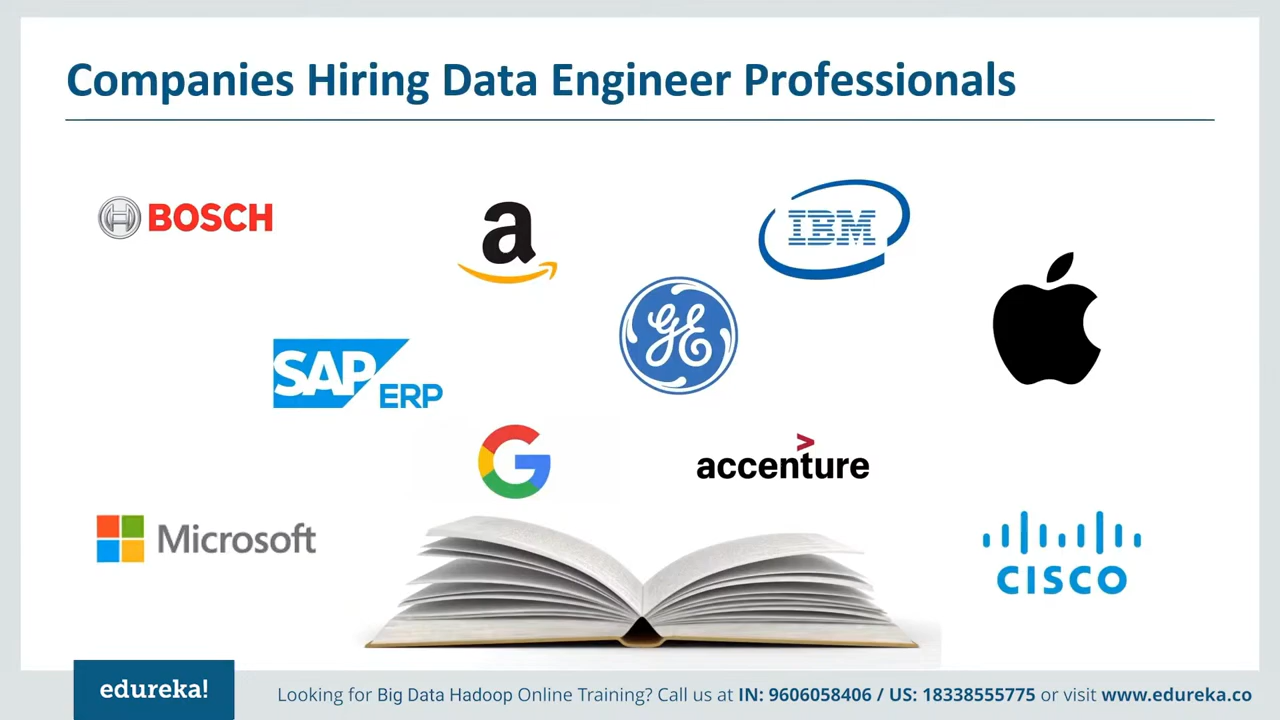 Companies Hiring Data Engineer Professionals
BOSCH
a
IBM
GE
SAP
ERP
G
accenture
Microsoft
CISCO
edureka!
Looking for Big Data Hadoop Online Training? Call us at IN: 9606058406 / US: 18338555775 or visit www.edureka.co